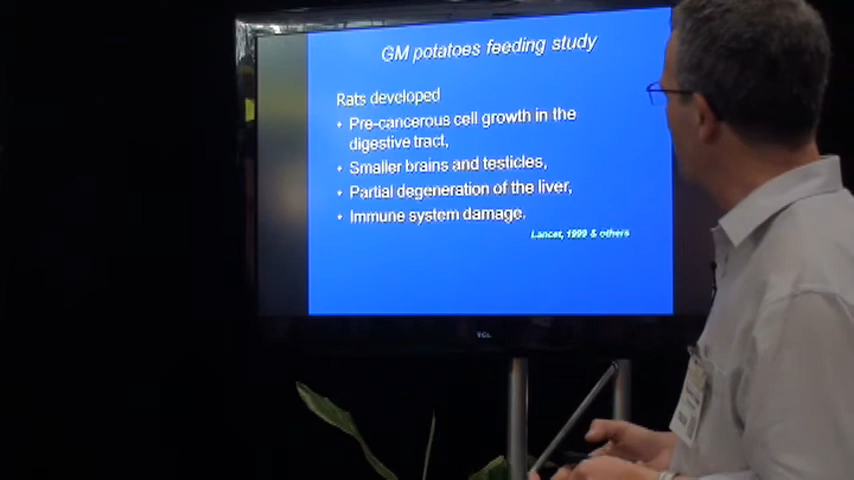 GM potatoes feeding study
Rats developed
• Pre-cancerous cell growth in the
digestive tract,
• Smaller brains and testicles,
• Partial degeneration of the liver,
• Immune system damage.
Lancet, 1999 & others
TCL